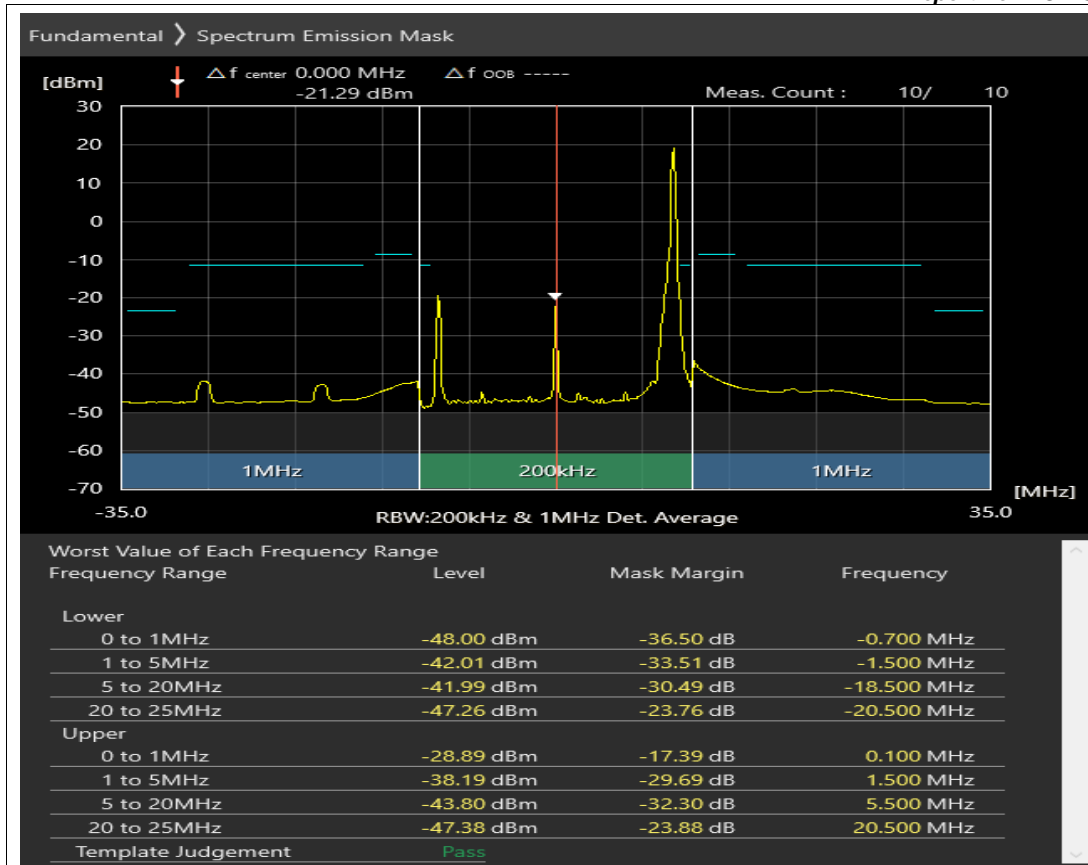 Fundamental 〉 Spectrum Emission Mask
[dBm] Δf center 0.000 MHz Δf OOB -----
-21.29 dBm Meas. Count : 10/ 10
30
20
10
0
-10
-20
-30
-40
-50
-60
1MHz 200kHz 1MHz
-70
[MHz]
-35.0 RBW:200kHz & 1MHz Det. Average 35.0
Worst Value of Each Frequency Range
Frequency Range Level Mask Margin Frequency
Lower
0 to 1MHz -48.00 dBm -36.50 dB -0.700 MHz
1 to 5MHz -42.01 dBm -33.51 dB -1.500 MHz
5 to 20MHz -41.99 dBm -30.49 dB -18.500 MHz
20 to 25MHz -47.26 dBm -23.76 dB -20.500 MHz
Upper
0 to 1MHz -28.89 dBm -17.39 dB 0.100 MHz
1 to 5MHz -38.19 dBm -29.69 dB 1.500 MHz
5 to 20MHz -43.80 dBm -32.30 dB 5.500 MHz
20 to 25MHz -47.38 dBm -23.88 dB 20.500 MHz
Template Judgement Pass